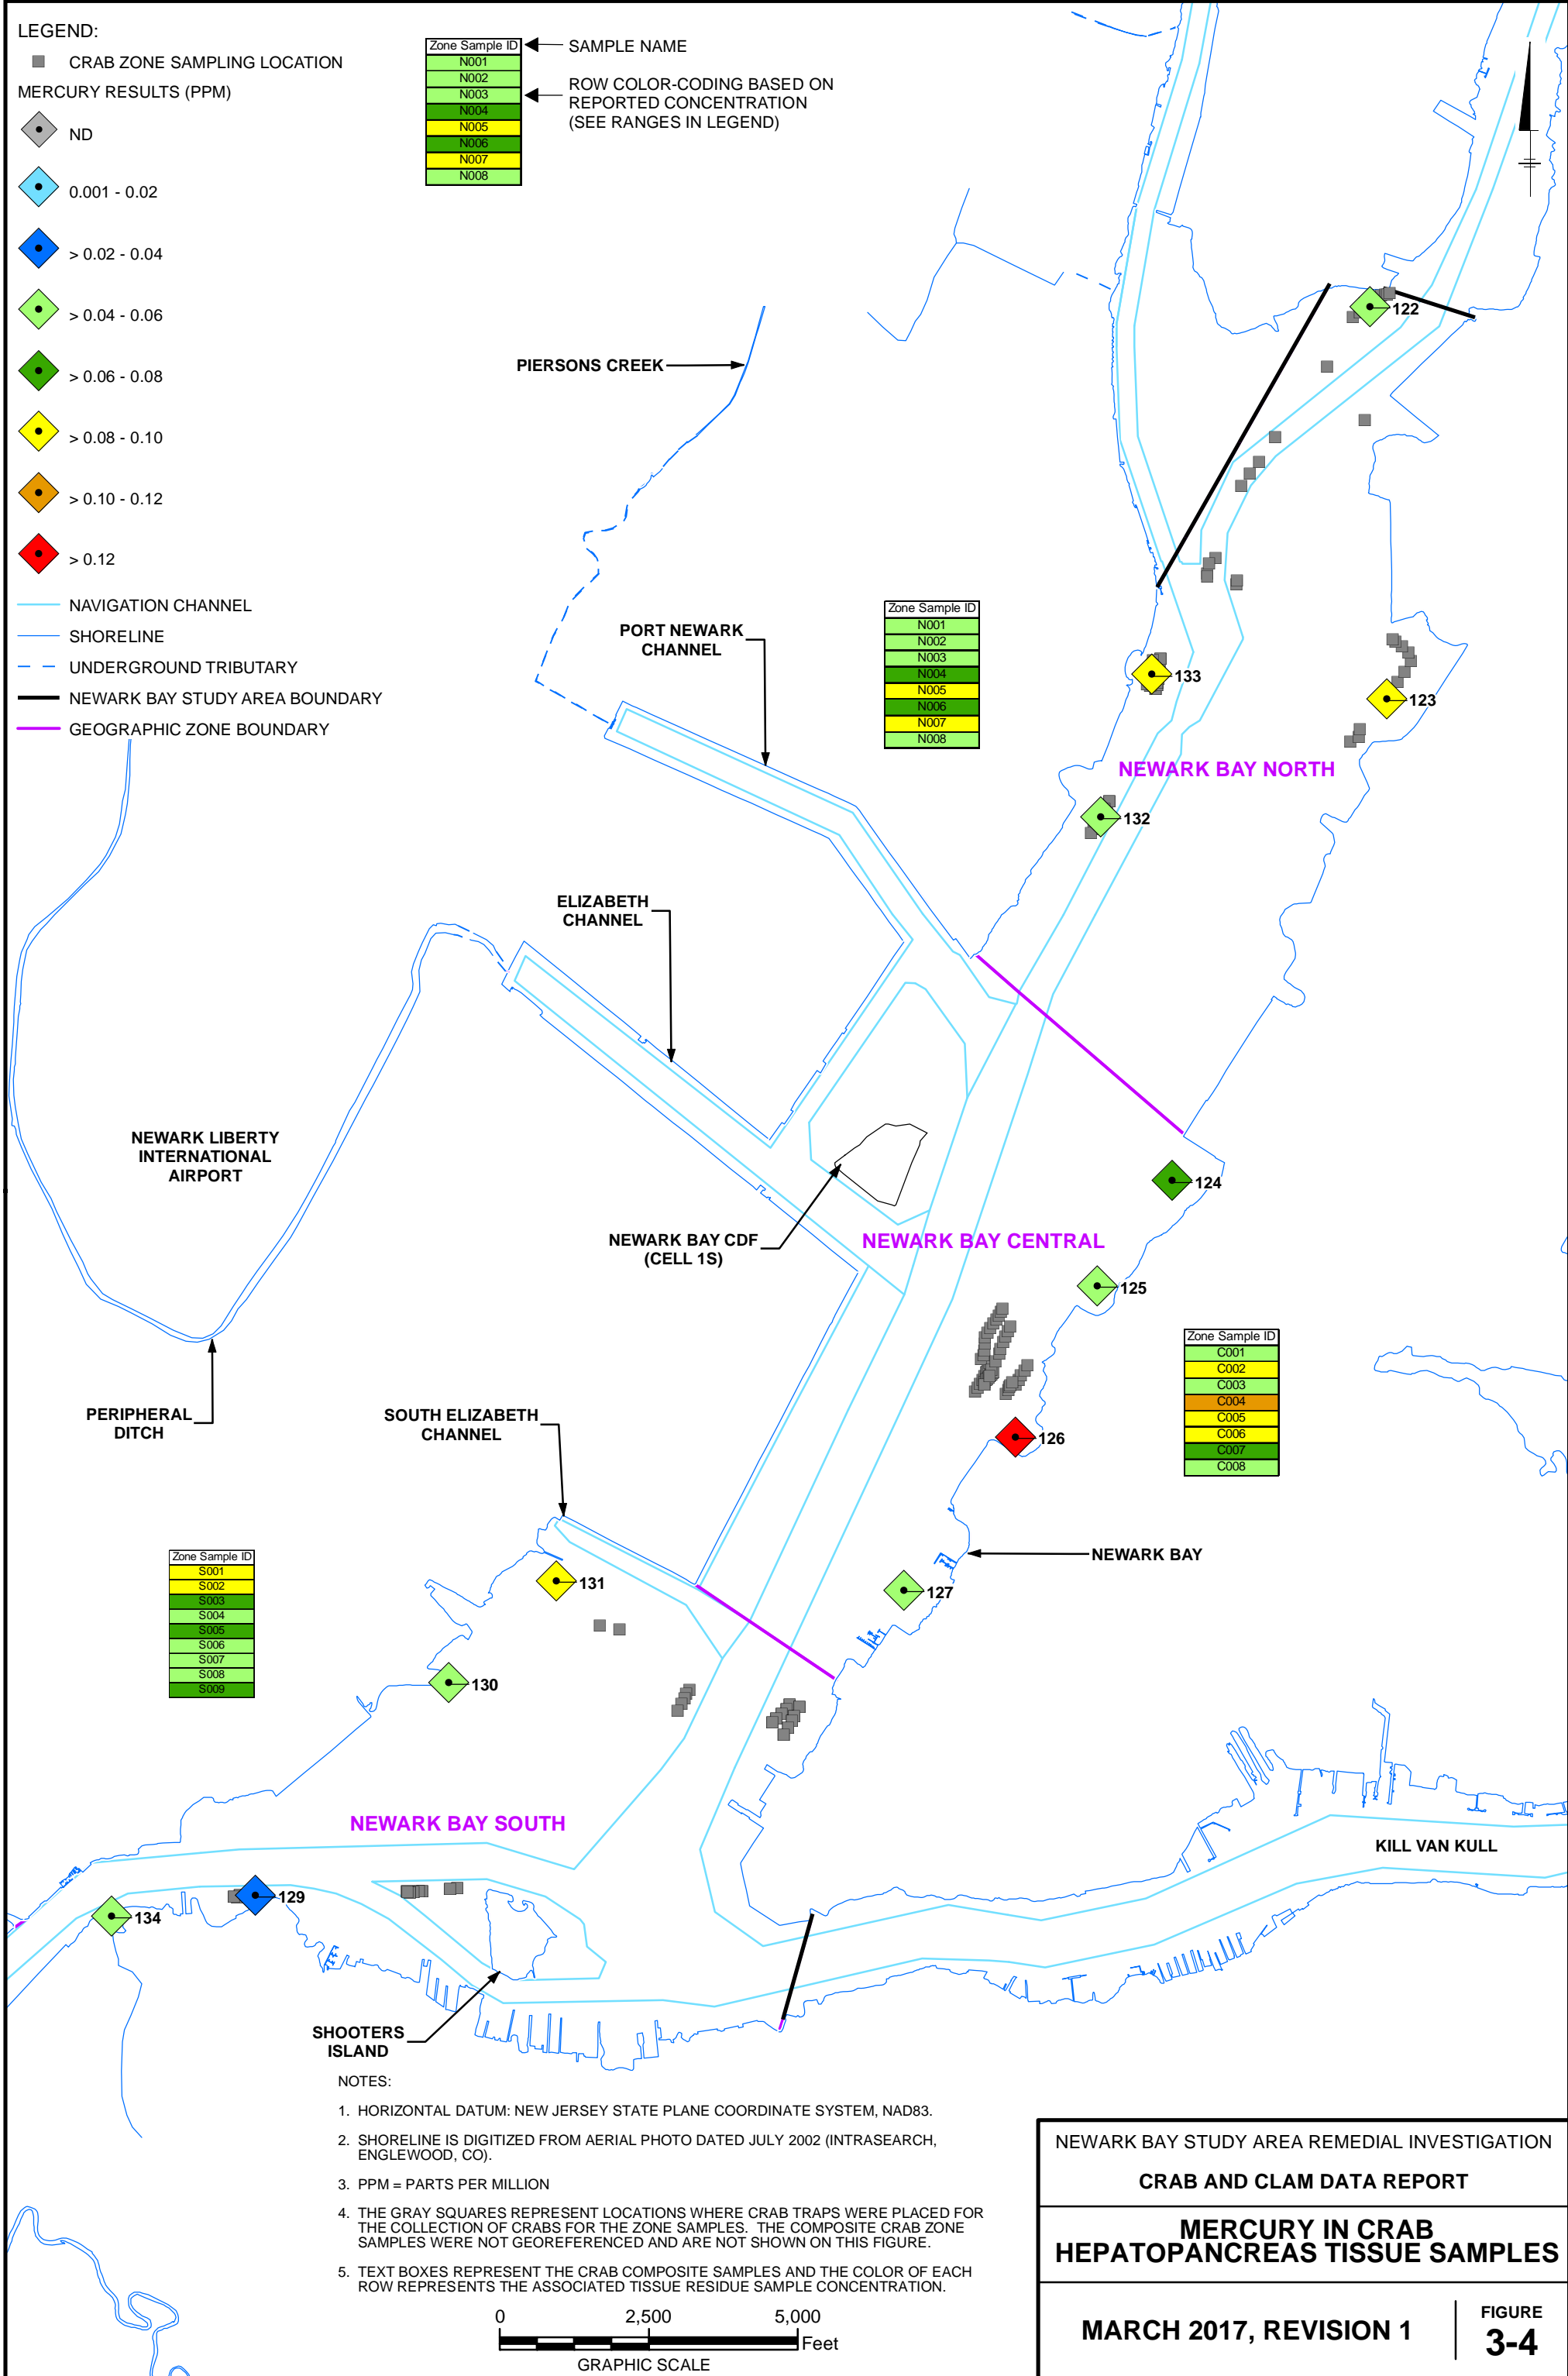 LEGEND:
CRAB ZONE SAMPLING LOCATION
MERCURY RESULTS (PPM)
ND
0.001 - 0.02
> 0.02 - 0.04
> 0.04 - 0.06
> 0.06 - 0.08
> 0.08 - 0.10
> 0.10 - 0.12
> 0.12
NAVIGATION CHANNEL
SHORELINE
UNDERGROUND TRIBUTARY
NEWARK BAY STUDY AREA BOUNDARY
GEOGRAPHIC ZONE BOUNDARY
Zone Sample ID
N001
N002
N003
N004
N005
N006
N007
N008
SAMPLE NAME
ROW COLOR-CODING BASED ON
REPORTED CONCENTRATION
(SEE RANGES IN LEGEND)
122
PIERSONS CREEK
PORT NEWARK
CHANNEL
Zone Sample ID
N001
N002
N003
N004
N005
N006
N007
N008
133
123
NEWARK BAY NORTH
132
ELIZABETH
CHANNEL
NEWARK LIBERTY
INTERNATIONAL
AIRPORT
124
NEWARK BAY CDF
(CELL 1S)
NEWARK BAY CENTRAL
125
Zone Sample ID
C001
C002
C003
C004
C005
C006
C007
C008
PERIPHERAL
DITCH
SOUTH ELIZABETH
CHANNEL
126
NEWARK BAY
Zone Sample ID
S001
S002
S003
S004
S005
S006
S007
S008
S009
131
127
130
NEWARK BAY SOUTH
KILL VAN KULL
129
134
SHOOTERS
ISLAND
NOTES:
1. HORIZONTAL DATUM: NEW JERSEY STATE PLANE COORDINATE SYSTEM, NAD83.
2. SHORELINE IS DIGITIZED FROM AERIAL PHOTO DATED JULY 2002 (INTRASEARCH,
ENGLEWOOD, CO).
3. PPM = PARTS PER MILLION
4. THE GRAY SQUARES REPRESENT LOCATIONS WHERE CRAB TRAPS WERE PLACED FOR
THE COLLECTION OF CRABS FOR THE ZONE SAMPLES. THE COMPOSITE CRAB ZONE
SAMPLES WERE NOT GEOREFERENCED AND ARE NOT SHOWN ON THIS FIGURE.
5. TEXT BOXES REPRESENT THE CRAB COMPOSITE SAMPLES AND THE COLOR OF EACH
ROW REPRESENTS THE ASSOCIATED TISSUE RESIDUE SAMPLE CONCENTRATION.
0 2,500 5,000
Feet
GRAPHIC SCALE
NEWARK BAY STUDY AREA REMEDIAL INVESTIGATION
CRAB AND CLAM DATA REPORT
MERCURY IN CRAB
HEPATOPANCREAS TISSUE SAMPLES
MARCH 2017, REVISION 1
FIGURE
3-4